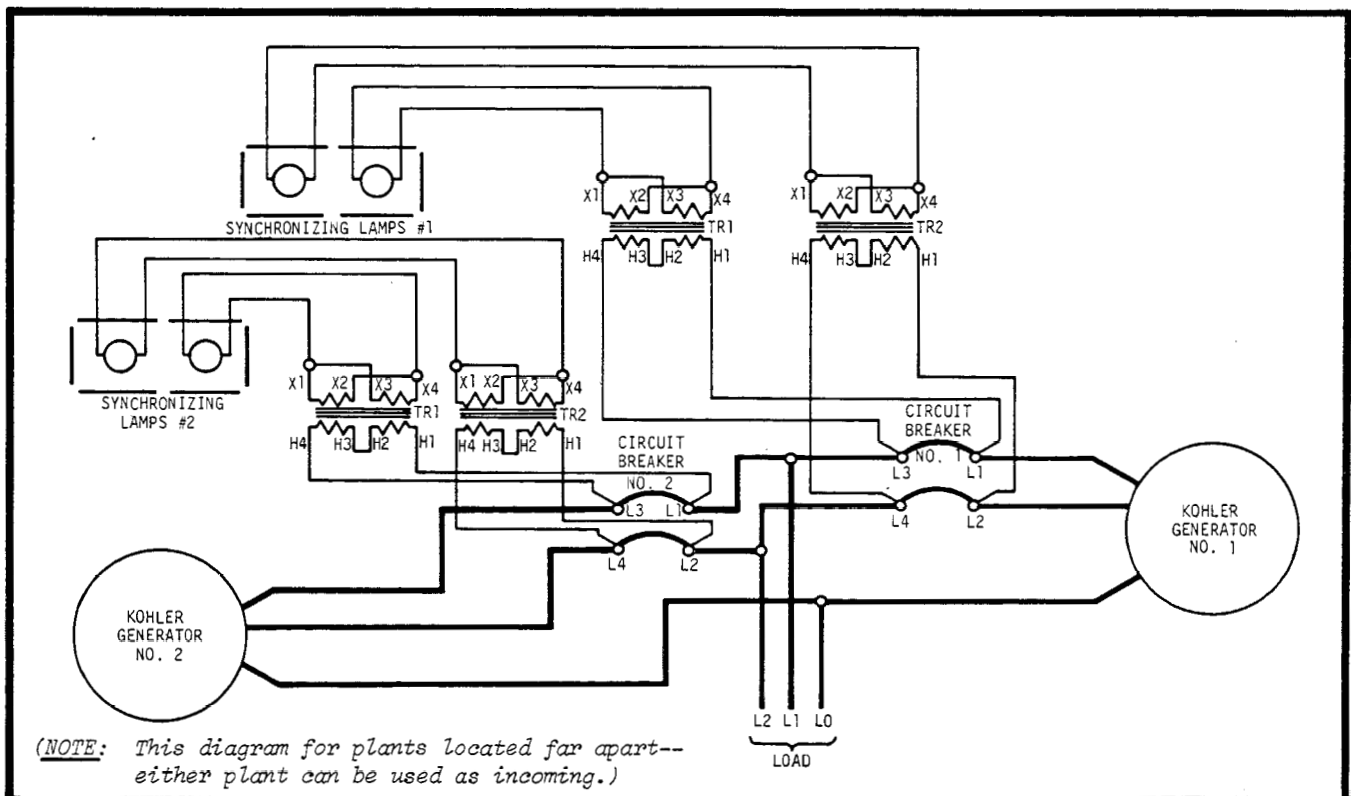 SYNCHRONIZING LAMPS #1
X1 X2 X3 X4
TR1
H4 H3 H2 H1
X1 X2 X3 X4
TR2
H4 H3 H2 H1
SYNCHRONIZING
LAMPS #2
X1 X2 X3 X4
TR1
H4 H3 H2 H1
X1 X2 X3 X4
TR2
H4 H3 H2 H1
CIRCUIT
BREAKER
NO. 2
L3 L1
L4 L2
CIRCUIT
BREAKER
NO. 1
L3 L1
L4 L2
KOHLER
GENERATOR
NO. 1
KOHLER
GENERATOR
NO. 2
L2 L1 L0
LOAD
(NOTE: This diagram for plants located far apart--
either plant can be used as incoming.)